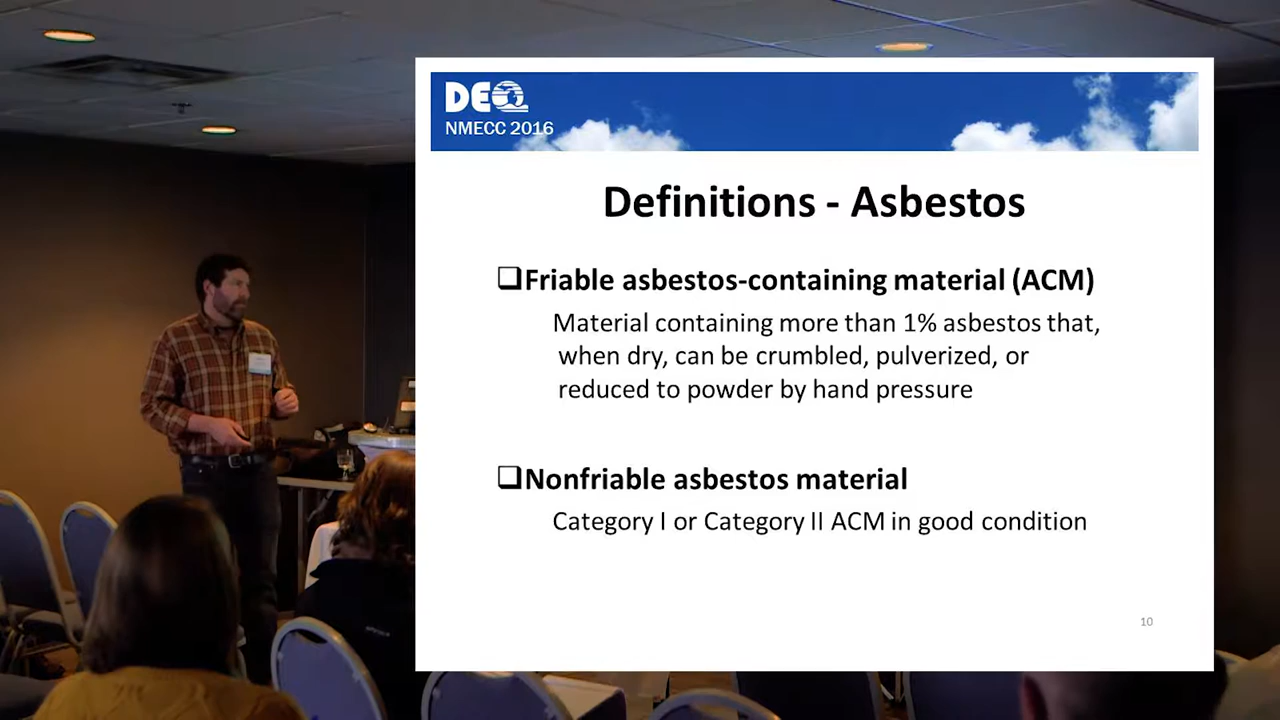 DEQ
NMECC 2016
Definitions - Asbestos
❑Friable asbestos-containing material (ACM)
Material containing more than 1% asbestos that,
when dry, can be crumbled, pulverized, or
reduced to powder by hand pressure
❑Nonfriable asbestos material
Category I or Category II ACM in good condition
10